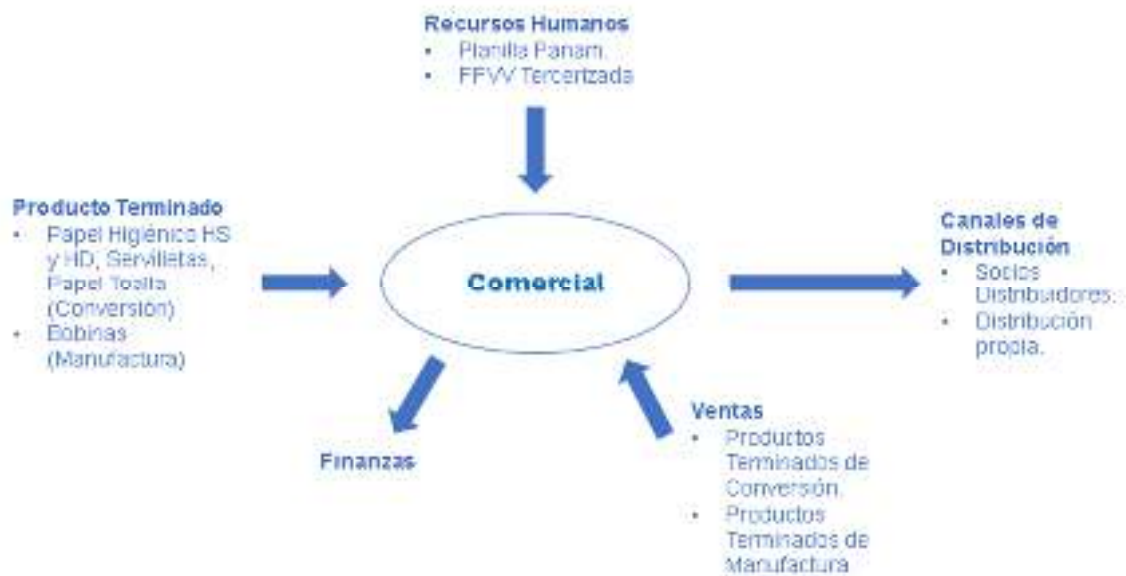 Recursos Humanos
• Planilla Panam.
• FFVV Tercerizada
Producto Terminado
• Papel Higiénico HS
y HD, Servilletas,
Papel Toalla
(Conversión)
• Bobinas
(Manufactura)
Comercial
Canales de
Distribución
• Socios
Distribuidores.
• Distribución
propia.
Finanzas
Ventas
• Productos
Terminados de
Conversión.
• Productos
Terminados de
Manufactura